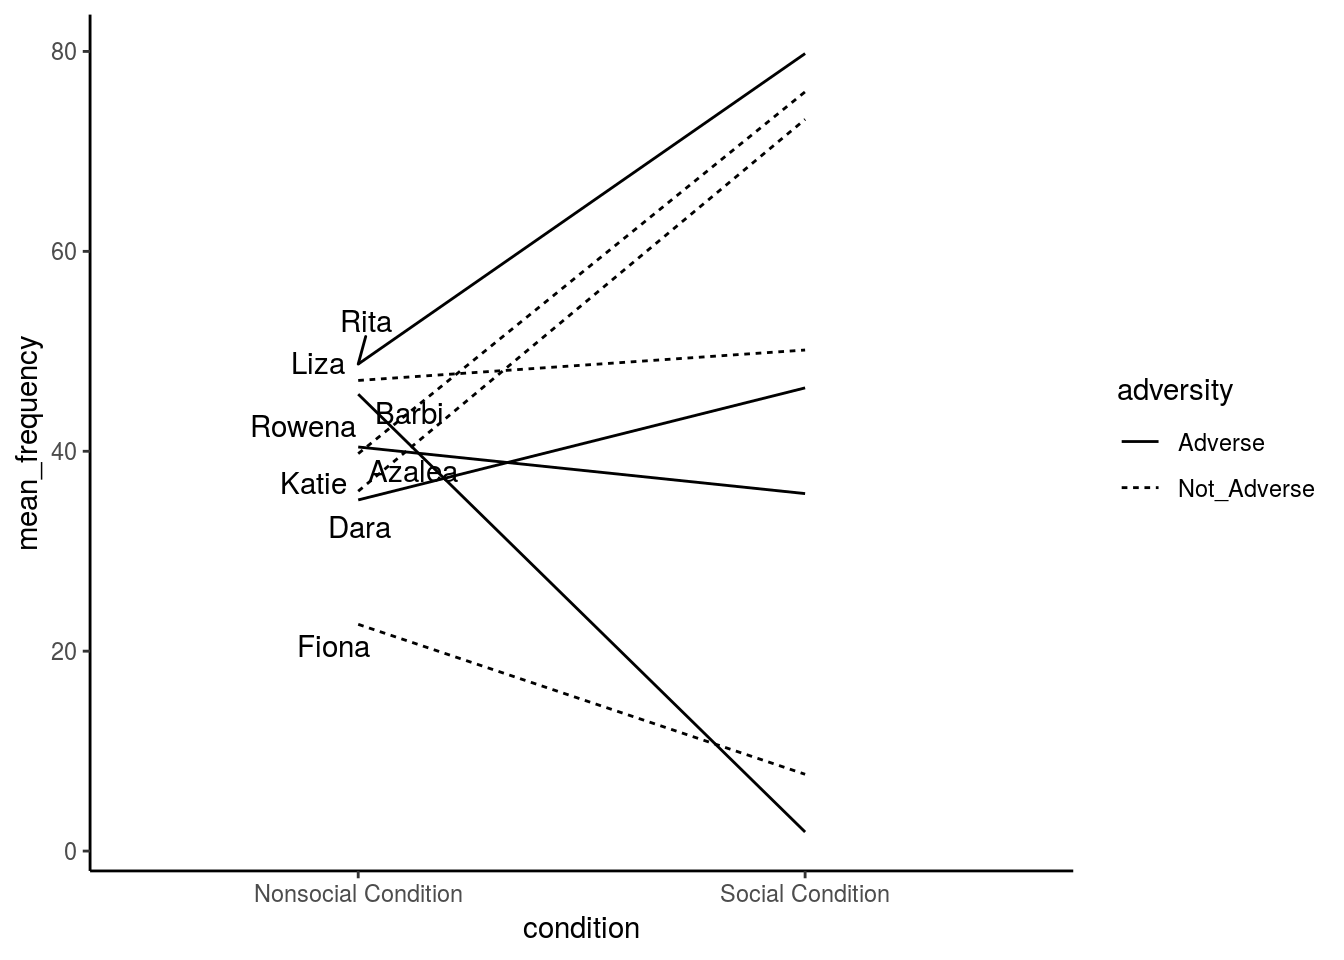 80
60
40
20
0
mean_frequency
Rita
Liza
Barbi
Rowena
Azalea
Katie
Dara
Fiona
Nonsocial Condition
Social Condition
condition
adversity
Adverse
Not_Adverse